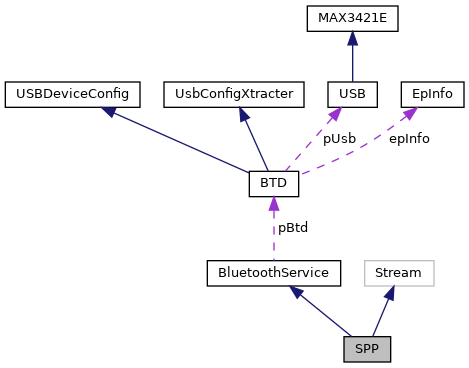 MAX3421E
USBDeviceConfig
UsbConfigXtracter
USB
EpInfo
pUsb
epInfo
BTD
pBtd
BluetoothService
Stream
SPP